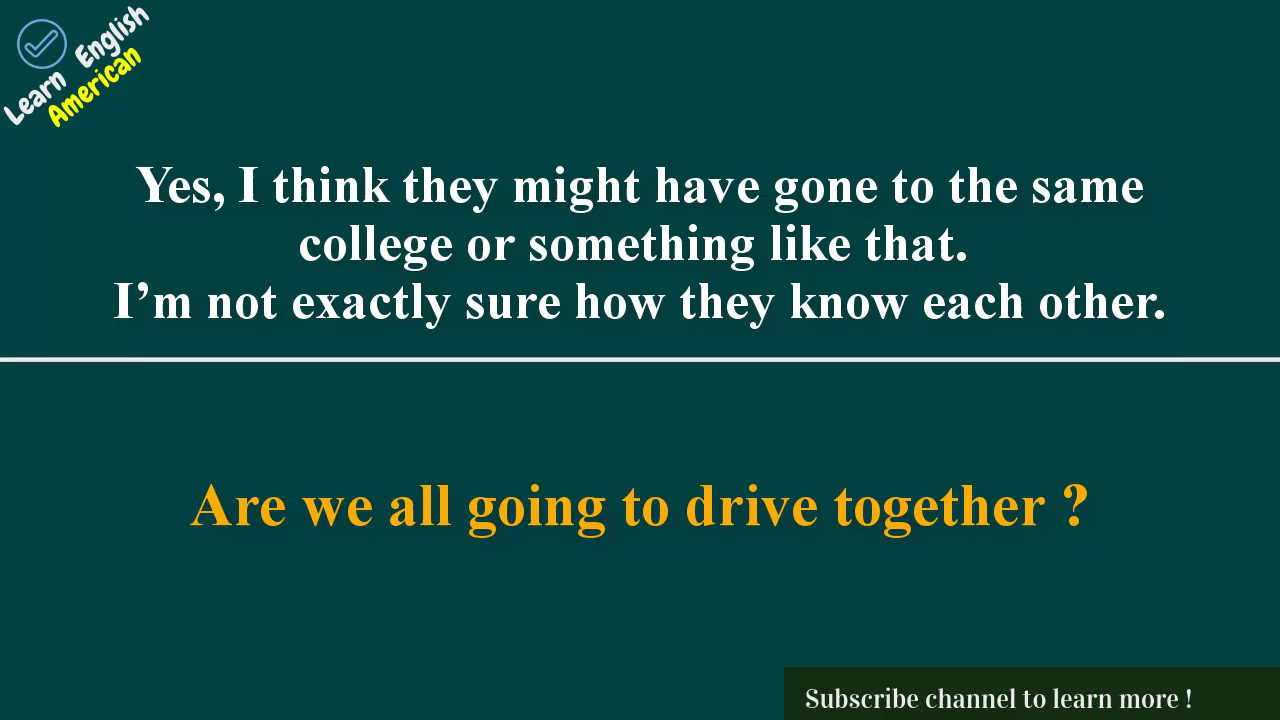 Learn English
American
Yes, I think they might have gone to the same
college or something like that.
I’m not exactly sure how they know each other.
Are we all going to drive together ?
Subscribe channel to learn more !